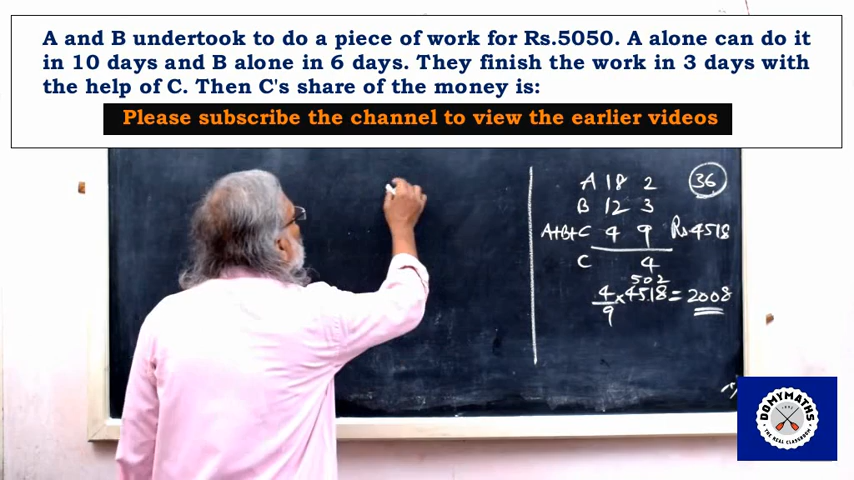 A and B undertook to do a piece of work for Rs.5050. A alone can do it
in 10 days and B alone in 6 days. They finish the work in 3 days with
the help of C. Then C's share of the money is:
Please subscribe the channel to view the earlier videos
A 18 2 36
B 12 3
A+B+C 4 9 Rs 4518
C 4
502
4/9 × 4518 = 2008
DOMYMATHS
THE REAL CLASSROOM